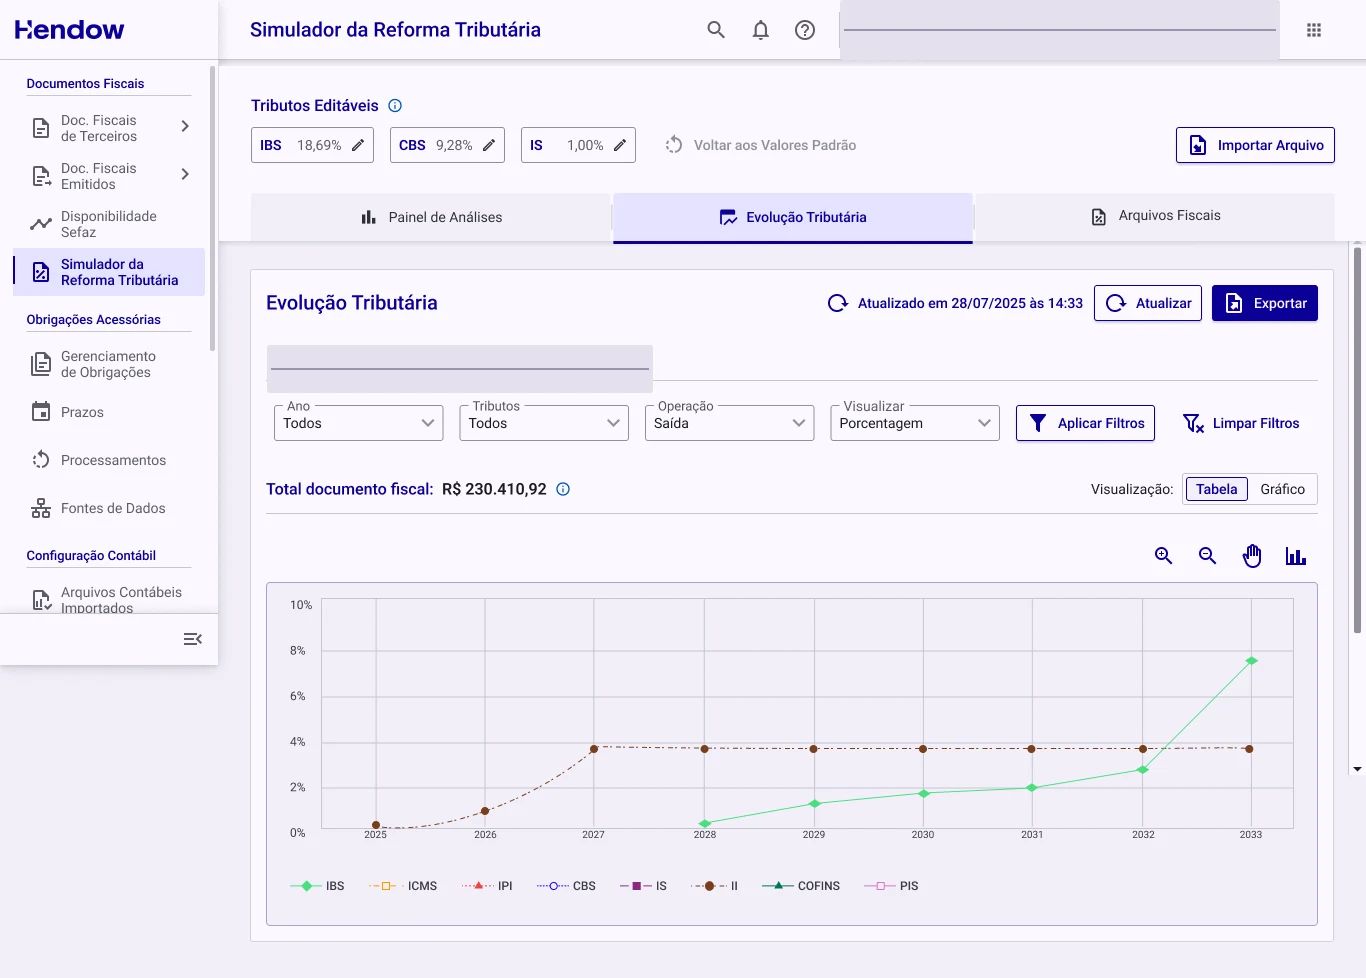 Hendow
Simulador da Reforma Tributária
Documentos Fiscais
Doc. Fiscais
de Terceiros
Doc. Fiscais
Emitidos
Disponibilidade
Sefaz
Simulador da
Reforma Tributária
Obrigações Acessórias
Gerenciamento
de Obrigações
Prazos
Processamentos
Fontes de Dados
Configuração Contábil
Arquivos Contábeis
Importados
Tributos Editáveis
IBS 18,69%
CBS 9,28%
IS 1,00%
Voltar aos Valores Padrão
Importar Arquivo
Painel de Análises
Evolução Tributária
Arquivos Fiscais
Evolução Tributária
Atualizado em 28/07/2025 às 14:33
Atualizar
Exportar
Ano
Todos
Tributos
Todos
Operação
Saída
Visualizar
Porcentagem
Aplicar Filtros
Limpar Filtros
Total documento fiscal: R$ 230.410,92
Visualização: Tabela Gráfico
10%
8%
6%
4%
2%
0%
2025 2026 2027 2028 2029 2030 2031 2032 2033
IBS ICMS IPI CBS IS II COFINS PIS